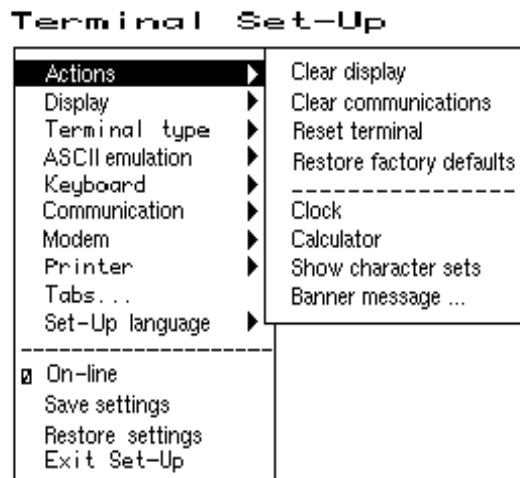 Terminal Set-Up
Actions
Display
Terminal type
ASCII emulation
Keyboard
Communication
Modem
Printer
Tabs...
Set-Up language
On-line
Save settings
Restore settings
Exit Set-Up
Clear display
Clear communications
Reset terminal
Restore factory defaults
Clock
Calculator
Show character sets
Banner message ...